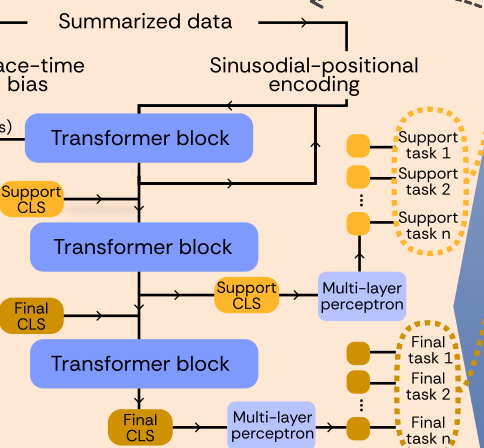 Summarized data
ace-time
bias
Sinusodial-positional
encoding
s)
Transformer block
Support
task 1
Support
task 2
Support
CLS
Support
task n
Transformer block
Support
CLS
Multi-layer
perceptron
Final
CLS
Transformer block
Final
task 1
Final
task 2
Final
CLS
Multi-layer
perceptron
Final
task n